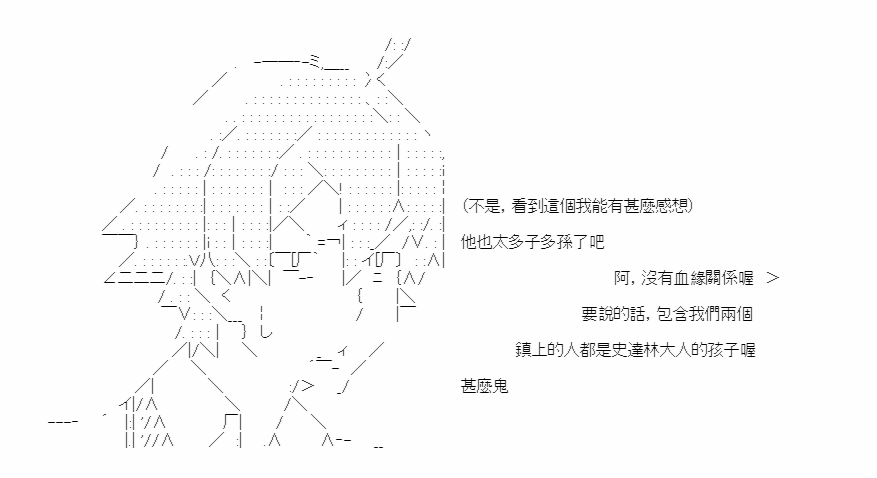 (不是, 看到這個我能有甚麼感想)
他也太多子多孫了吧
阿, 沒有血緣關係喔 ＞
要說的話, 包含我們兩個
鎮上的人都是史達林大人的孩子喔
甚麼鬼